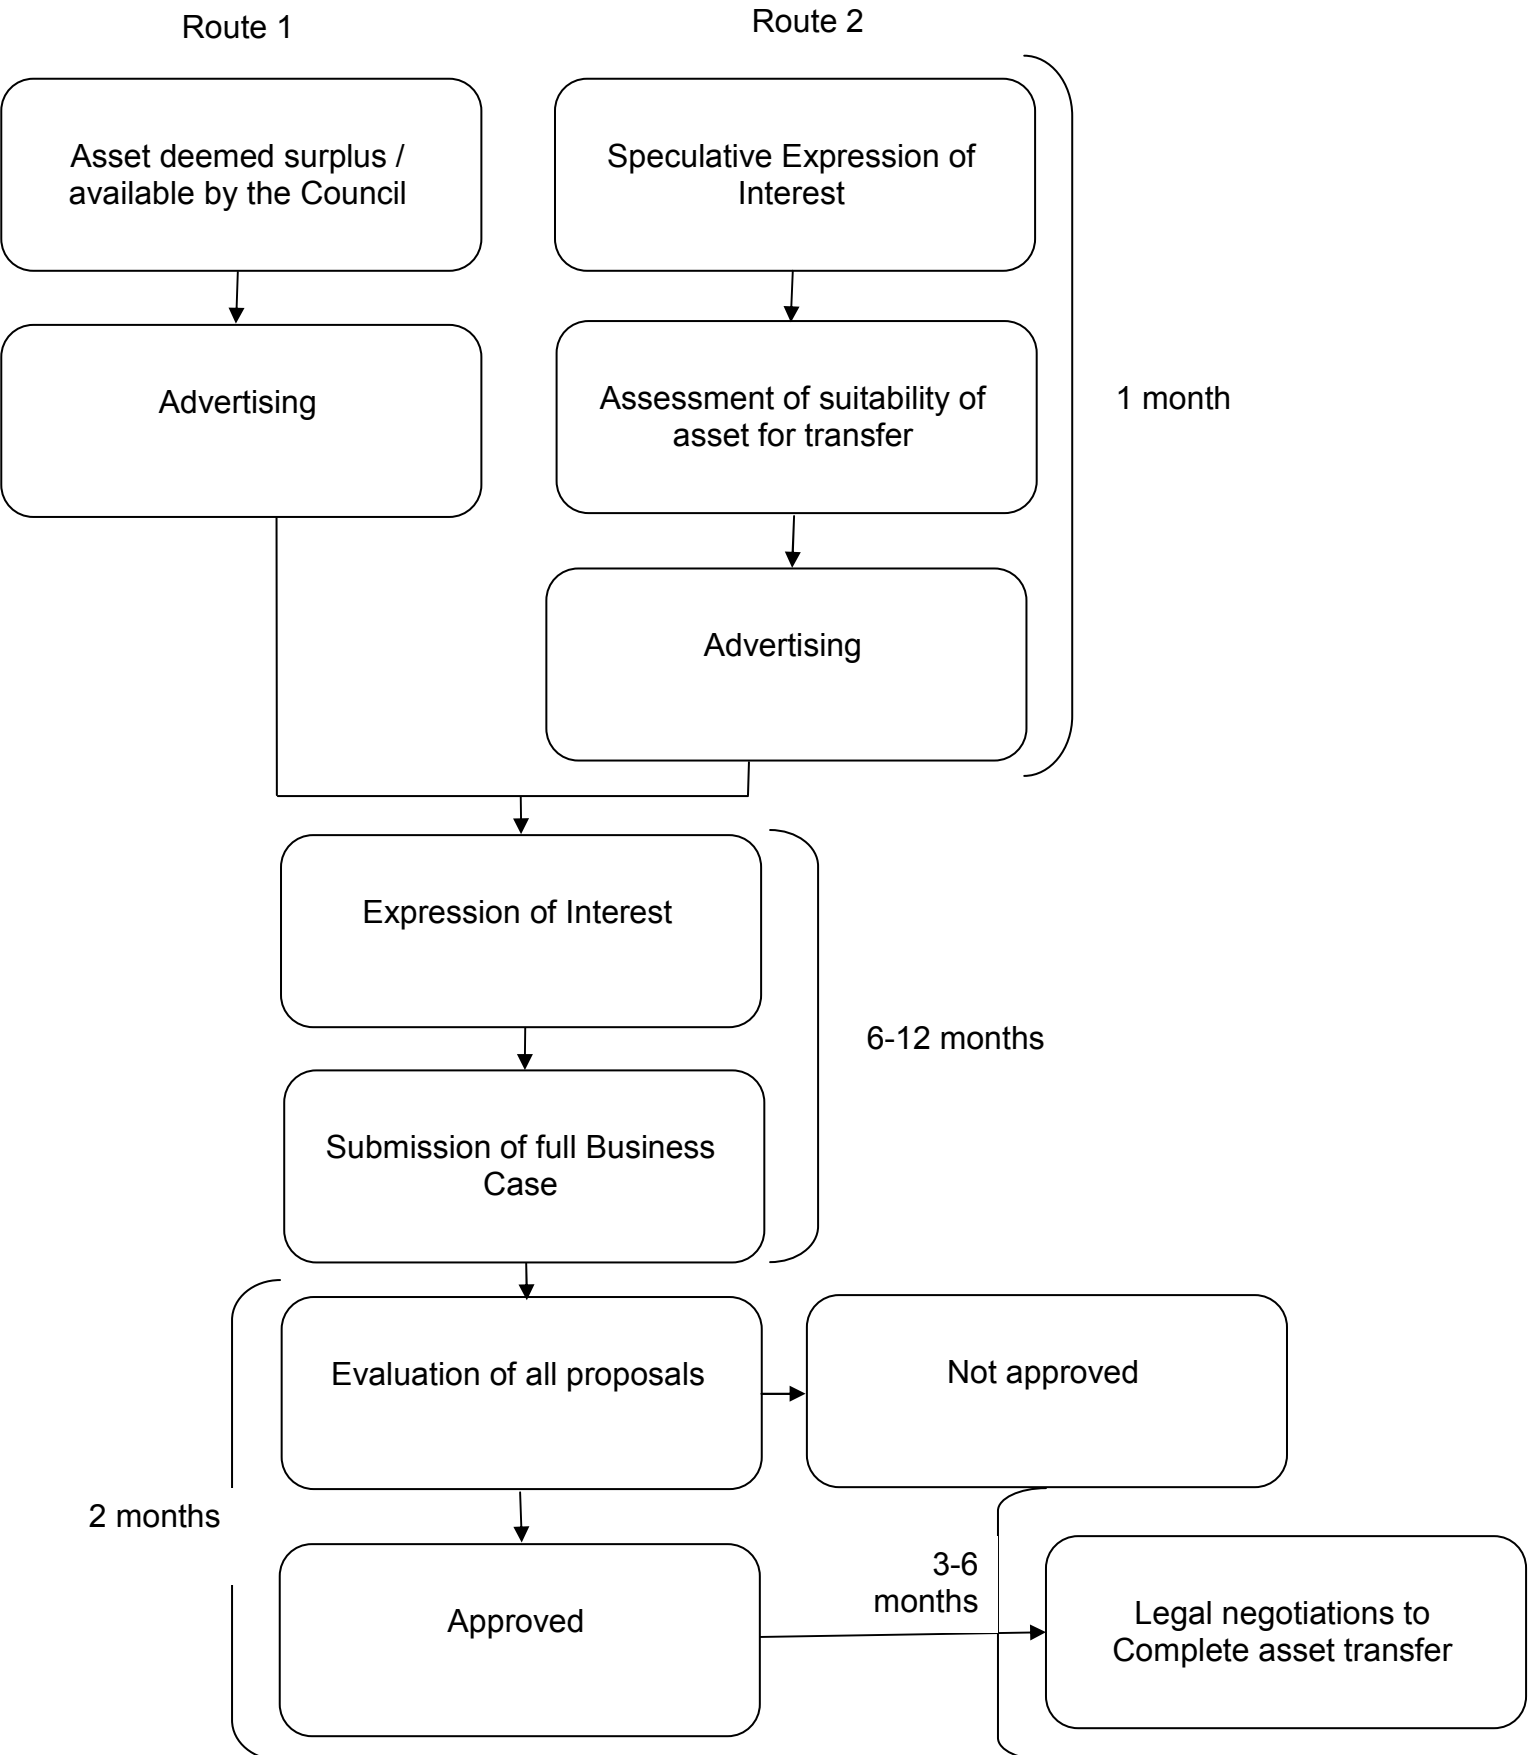 Route 1
Route 2
Asset deemed surplus /
available by the Council
Speculative Expression of
Interest
Advertising
Assessment of suitability of
asset for transfer
1 month
Advertising
Expression of Interest
6-12 months
Submission of full Business
Case
Evaluation of all proposals
Not approved
2 months
Approved
3-6
months
Legal negotiations to
Complete asset transfer